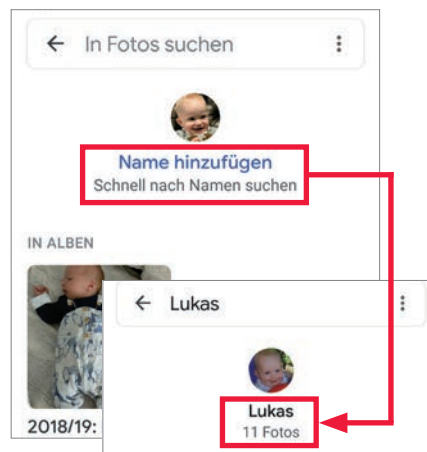 In Fotos suchen
Name hinzufügen
Schnell nach Namen suchen
IN ALBEN
2018/19:
Lukas
Lukas
11 Fotos